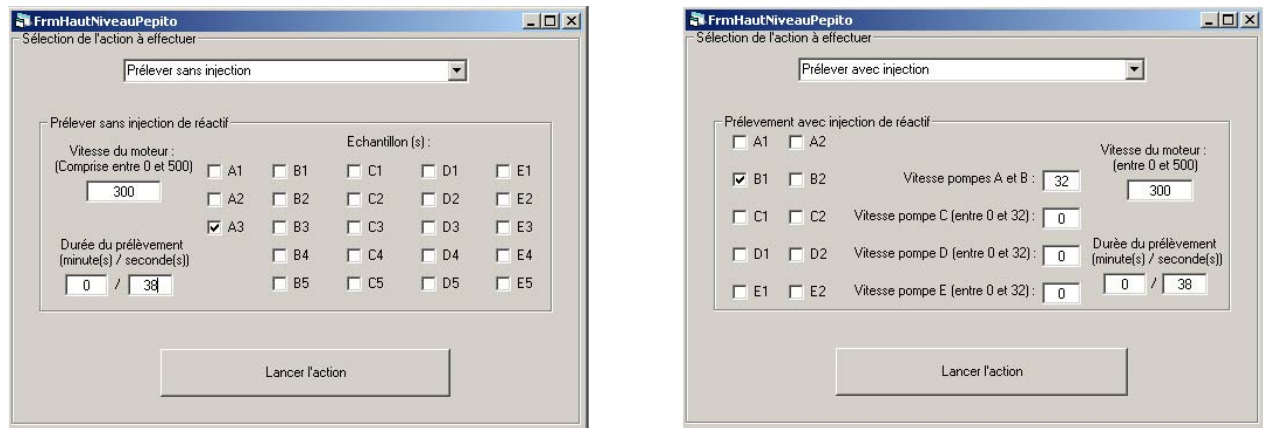 FrmHautNiveauPepito
Sélection de l'action à effectuer
Prélever sans injection
Prélever sans injection de réactif
Echantillon (s) :
Vitesse du moteur :
(Comprise entre 0 et 500)
300
A1 B1 C1 D1 E1
A2 B2 C2 D2 E2
A3 B3 C3 D3 E3
B4 C4 D4 E4
B5 C5 D5 E5
Durée du prélèvement
(minute(s) / seconde(s))
0 / 38
Lancer l'action
FrmHautNiveauPepito
Sélection de l'action à effectuer
Prélever avec injection
Prélevement avec injection de réactif
A1 A2
B1 B2 Vitesse pompes A et B : 32
C1 C2 Vitesse pompe C (entre 0 et 32) : 0
D1 D2 Vitesse pompe D (entre 0 et 32) : 0
E1 E2 Vitesse pompe E (entre 0 et 32) : 0
Vitesse du moteur :
(entre 0 et 500)
300
Durée du prélèvement
(minute(s) / seconde(s))
0 / 38
Lancer l'action